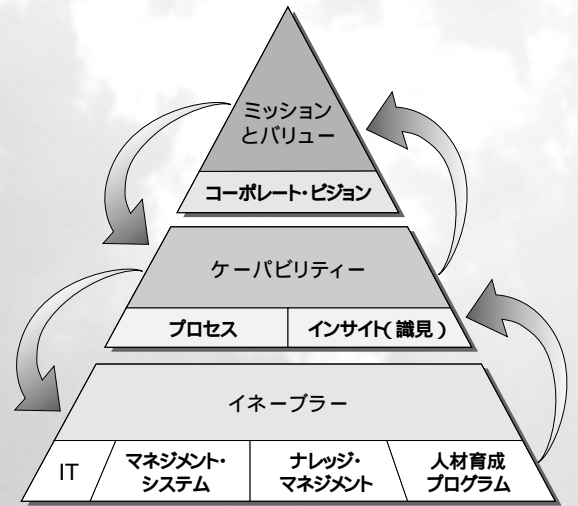 ミッション
とバリュー
コーポレート・ビジョン
ケーパビリティー
プロセス
インサイト(識見)
イネーブラー
IT
マネジメント・
システム
ナレッジ・
マネジメント
人材育成
プログラム